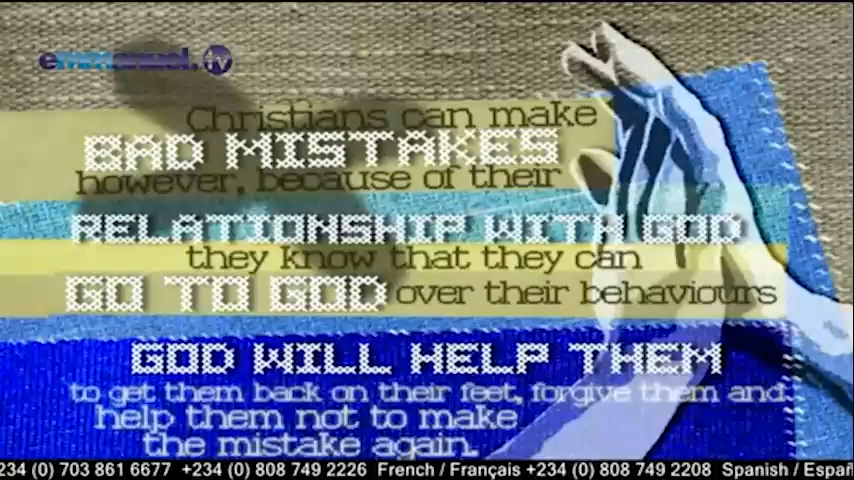 emmanuel.tv
Christians can make
BAD MISTAKES
however, because of their
RELATIONSHIP WITH GOD
they know that they can
GO TO GOD over their behaviours
GOD WILL HELP THEM
to get them back on their feet, forgive them and
help them not to make
the mistake again.
234 (0) 703 861 6677 +234 (0) 808 749 2226 French / Français +234 (0) 808 749 2208 Spanish / Españ